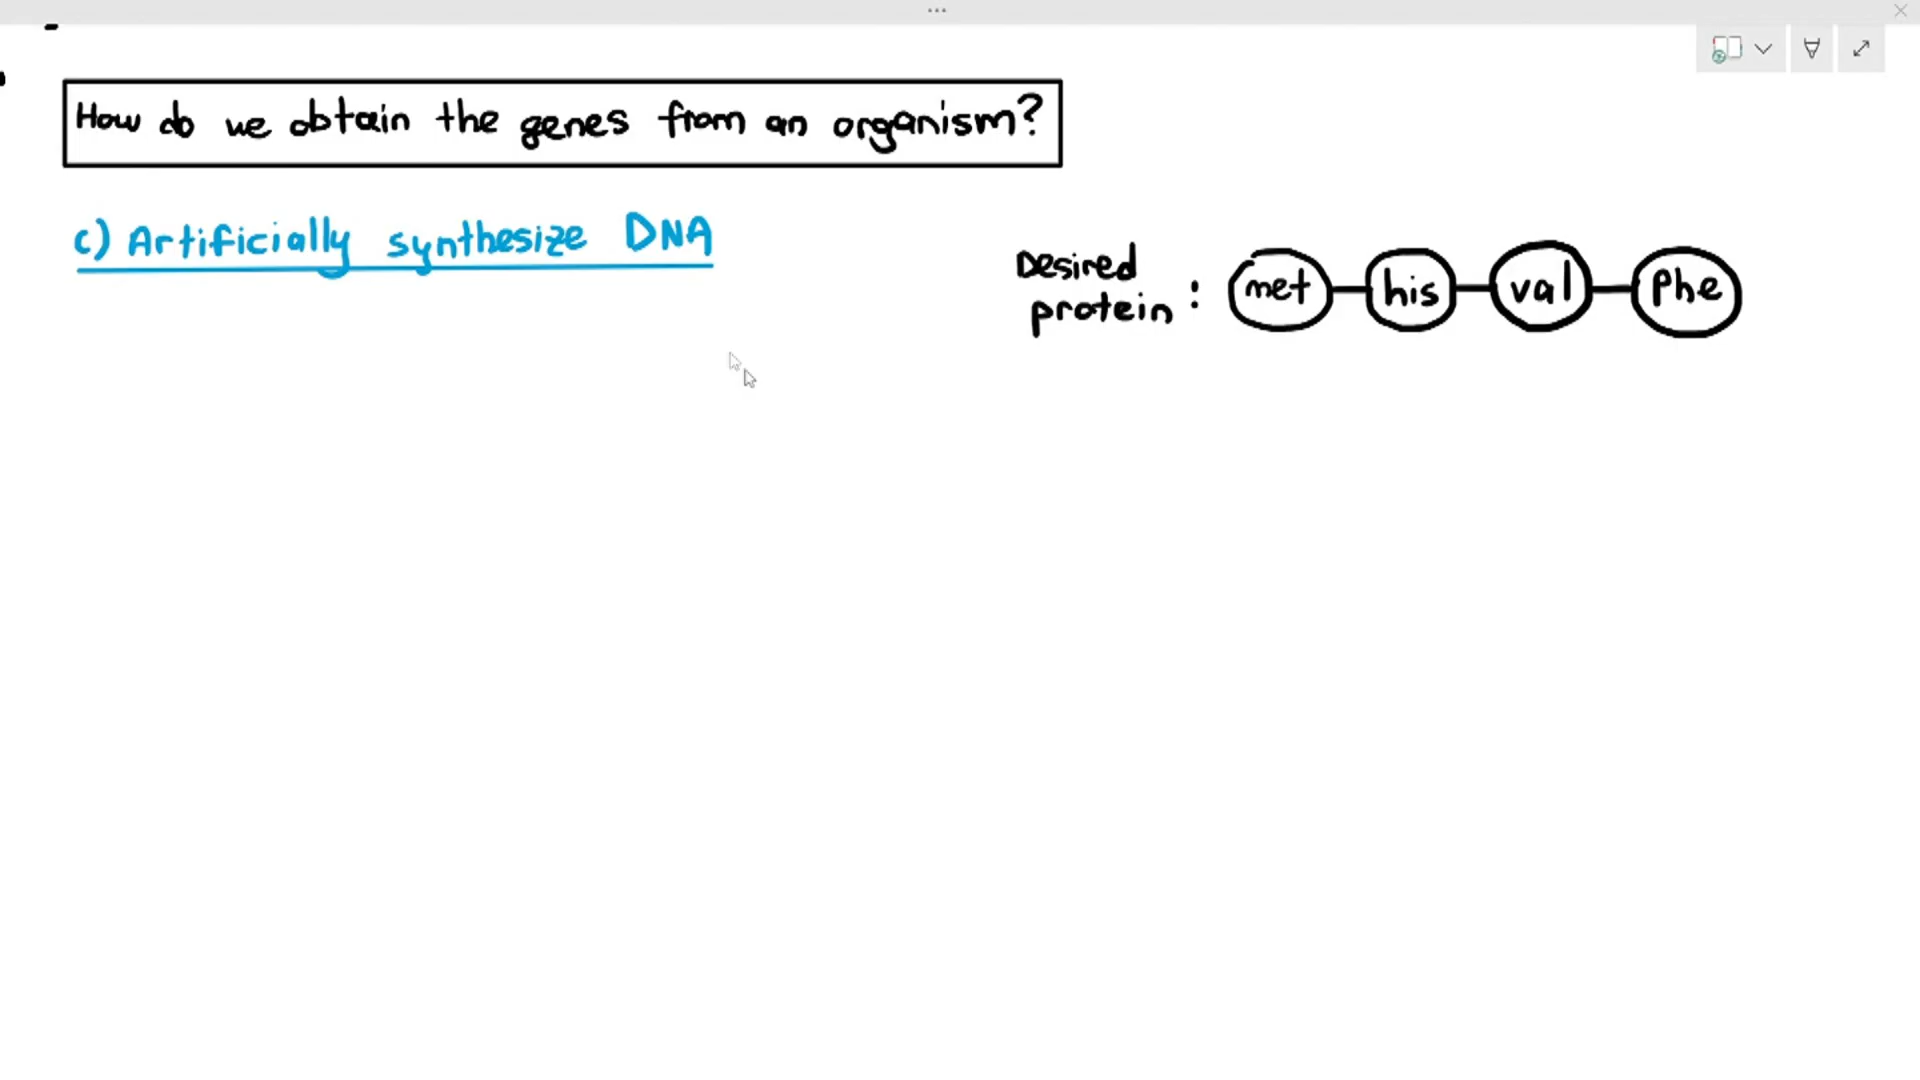 How do we obtain the genes from an organism?
c) Artificially synthesize DNA
Desired
protein : met his val Phe